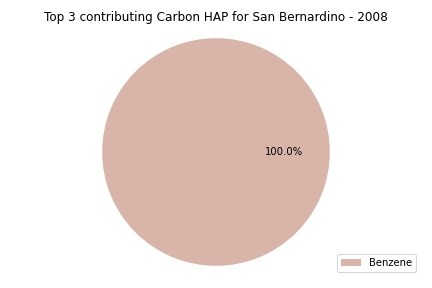 Top 3 contributing Carbon HAP for San Bernardino - 2008
100.0%
Benzene